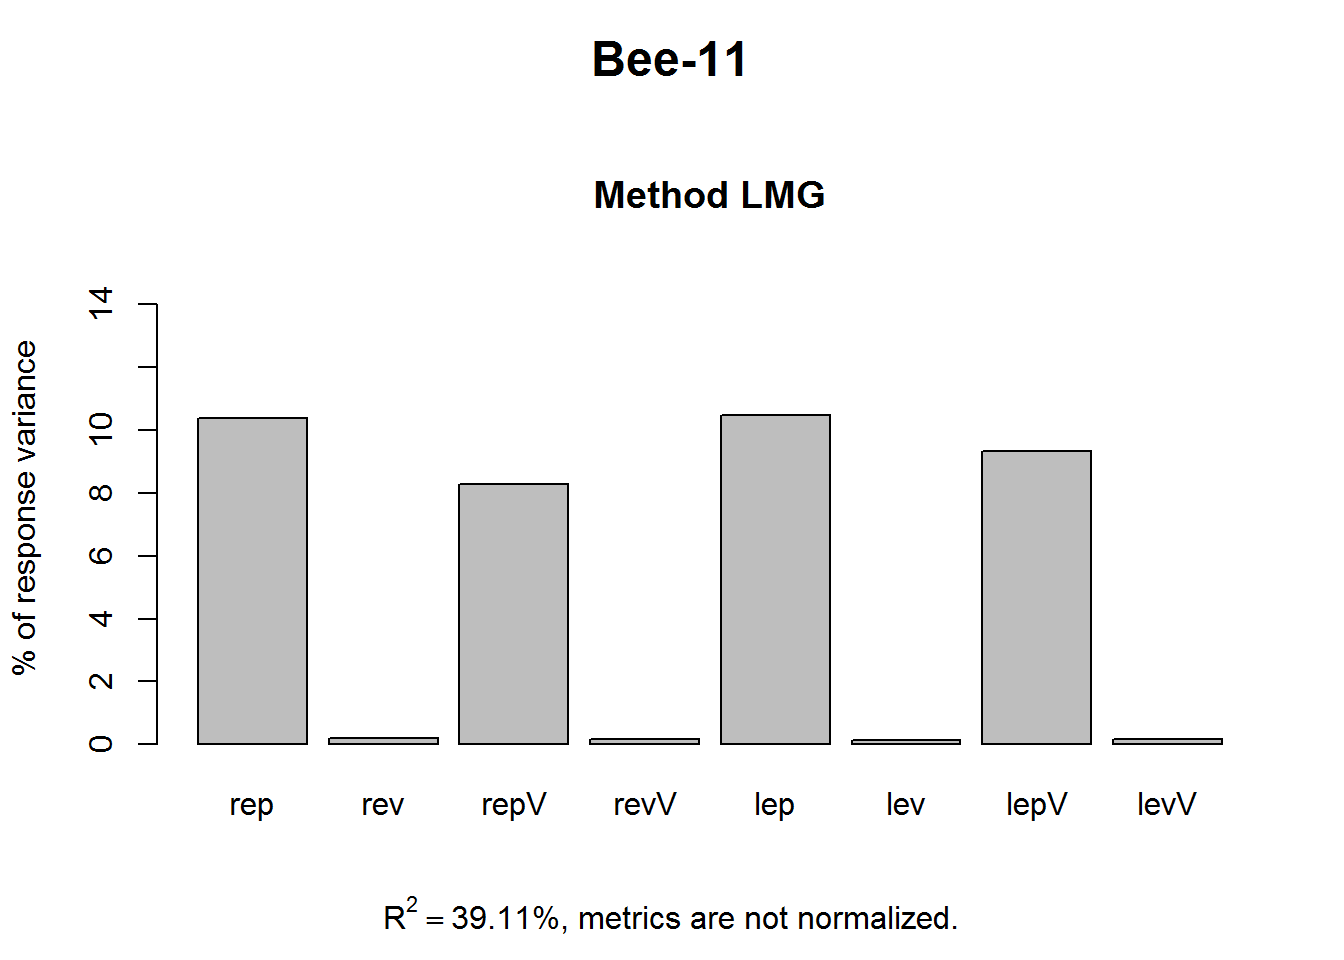 Bee-11
Method LMG
% of response variance
14
10
8
6
4
2
0
rep rev repV revV lep lev lepV levV
R² = 39.11%, metrics are not normalized.